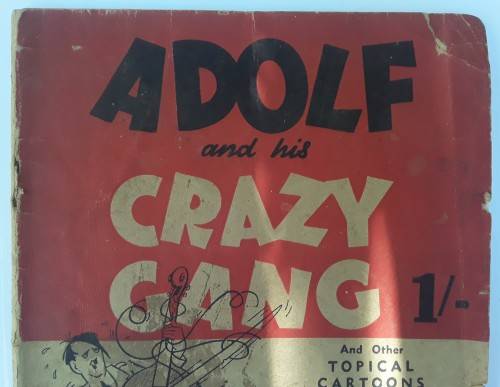 ADOLF
and his
CRAZY
GANG
1/-
And Other
TOPICAL
CARTOONS